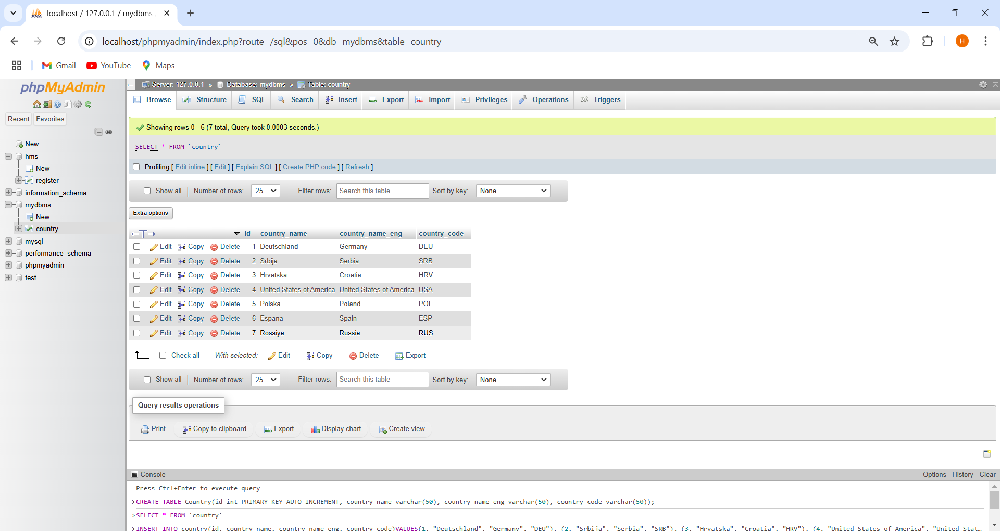 localhost / 127.0.0.1 / mydbms
localhost/phpmyadmin/index.php?route=/sql&pos=0&db=mydbms&table=country
H
Gmail YouTube Maps
phpMyAdmin
Recent Favorites
New
hms
New
register
information_schema
mydbms
New
country
mysql
performance_schema
phpmyadmin
test
Server: 127.0.0.1 » Database: mydbms » Table: country
Browse Structure SQL Search Insert Export Import Privileges Operations Triggers
Showing rows 0 - 6 (7 total, Query took 0.0003 seconds.)
SELECT * FROM `country`
Profiling [ Edit inline ] [ Edit ] [ Explain SQL ] [ Create PHP code ] [ Refresh ]
Show all Number of rows: 25 Filter rows: Search this table Sort by key: None
Extra options
id country_name country_name_eng country_code
Edit Copy Delete 1 Deutschland Germany DEU
Edit Copy Delete 2 Srbija Serbia SRB
Edit Copy Delete 3 Hrvatska Croatia HRV
Edit Copy Delete 4 United States of America United States of America USA
Edit Copy Delete 5 Polska Poland POL
Edit Copy Delete 6 Espana Spain ESP
Edit Copy Delete 7 Rossiya Russia RUS
Check all With selected: Edit Copy Delete Export
Show all Number of rows: 25 Filter rows: Search this table Sort by key: None
Query results operations
Print Copy to clipboard Export Display chart Create view
Console Options History Clear
Press Ctrl+Enter to execute query
>CREATE TABLE Country(id int PRIMARY KEY AUTO_INCREMENT, country_name varchar(50), country_name_eng varchar(50), country_code varchar(50));
>SELECT * FROM `country`
>INSERT INTO country(id, country_name, country_name_eng, country_code)VALUES(1, "Deutschland", "Germany", "DEU"), (2, "Srbija", "Serbia", "SRB"), (3, "Hrvatska", "Croatia", "HRV"), (4, "United States of America", "United Stat…